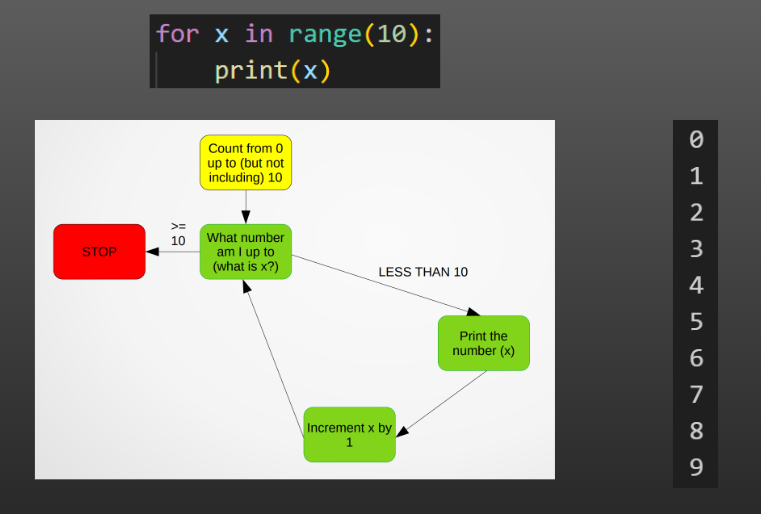 for x in range(10):
print(x)
Count from 0
up to (but not
including) 10
>=
10
STOP
What number
am I up to
(what is x?)
LESS THAN 10
Print the
number (x)
Increment x by
1
0
1
2
3
4
5
6
7
8
9